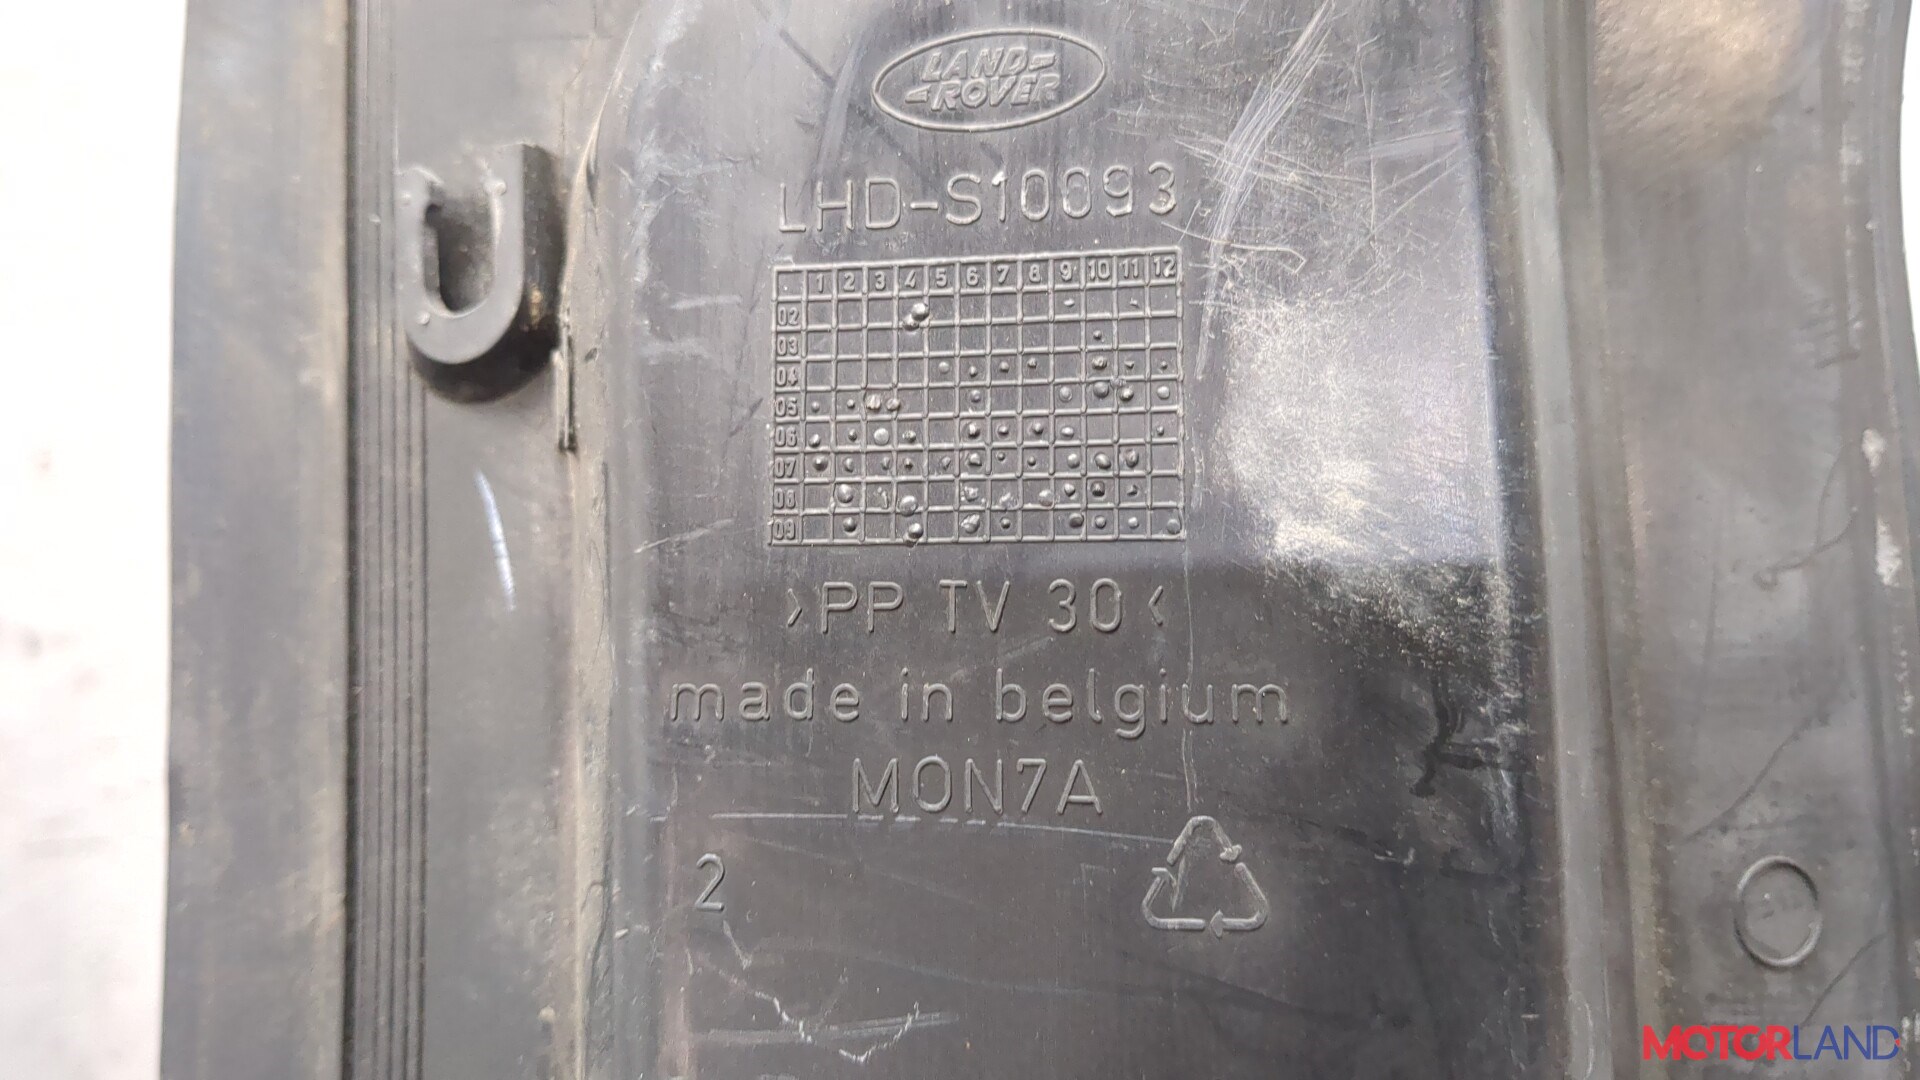 LAND-
-ROVER
LHD-S10093
1 2 3 4 5 6 7 8 9 10 11 12
02
03
04
05
06
07
08
09
>PP TV 30<
made in belgium
MON7A
2
MOTORLAND